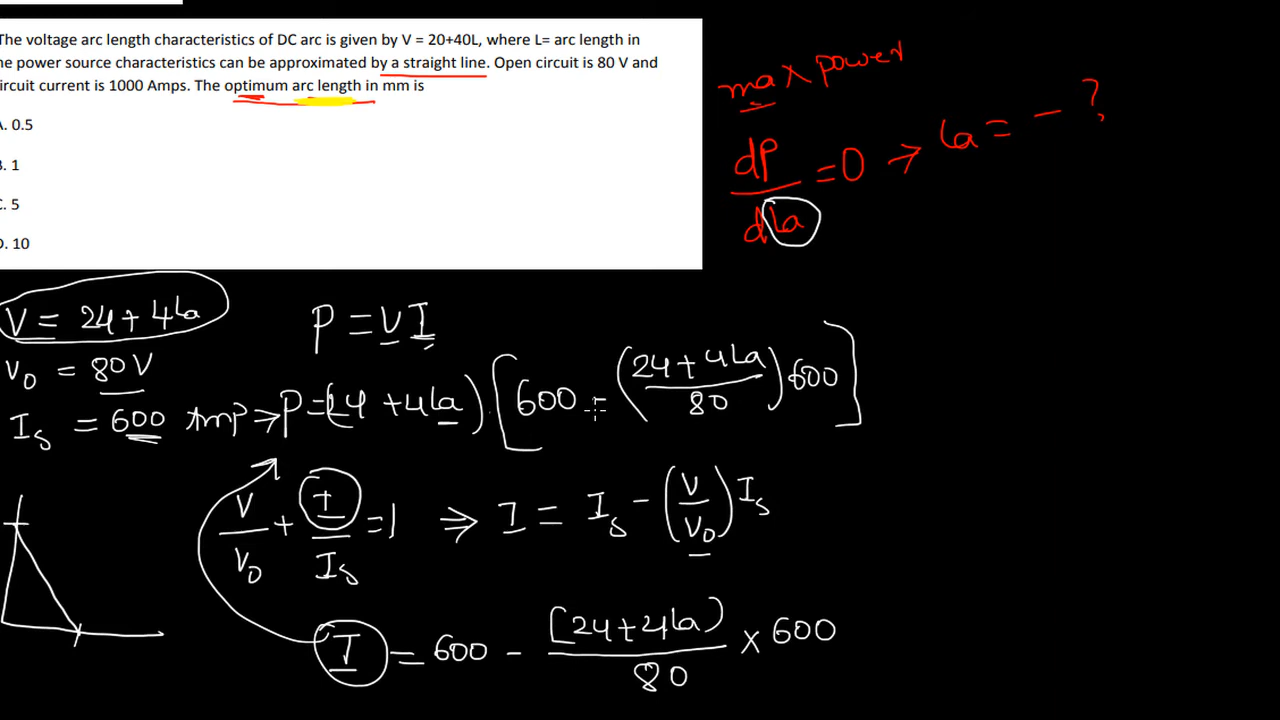 The voltage arc length characteristics of DC arc is given by V = 20+40L, where L= arc length in
he power source characteristics can be approximated by a straight line. Open circuit is 80 V and
ircuit current is 1000 Amps. The optimum arc length in mm is
A. 0.5
B. 1
C. 5
D. 10
max power
dP/dla = 0 → la = — ?
V = 24 + 4la
V0 = 80V
Is = 600 Amp
P = VI
⇒ P = (24 + 4la) · [600 = ((24 + 4la)/80) 600]
V/V0 + I/Is = 1 ⇒ I = Is − (V/V0) Is
I = 600 − [24 + 4la)/80 × 600